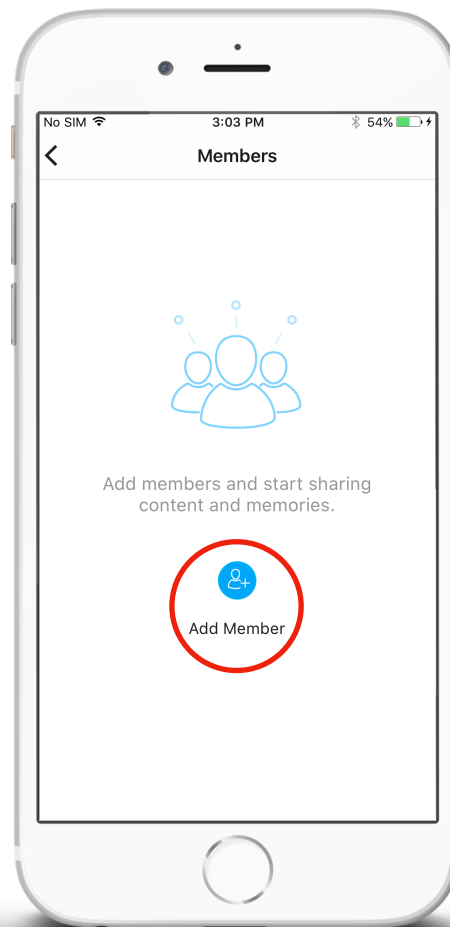 No SIM 3:03 PM 54%
Members
Add members and start sharing
content and memories.
Add Member